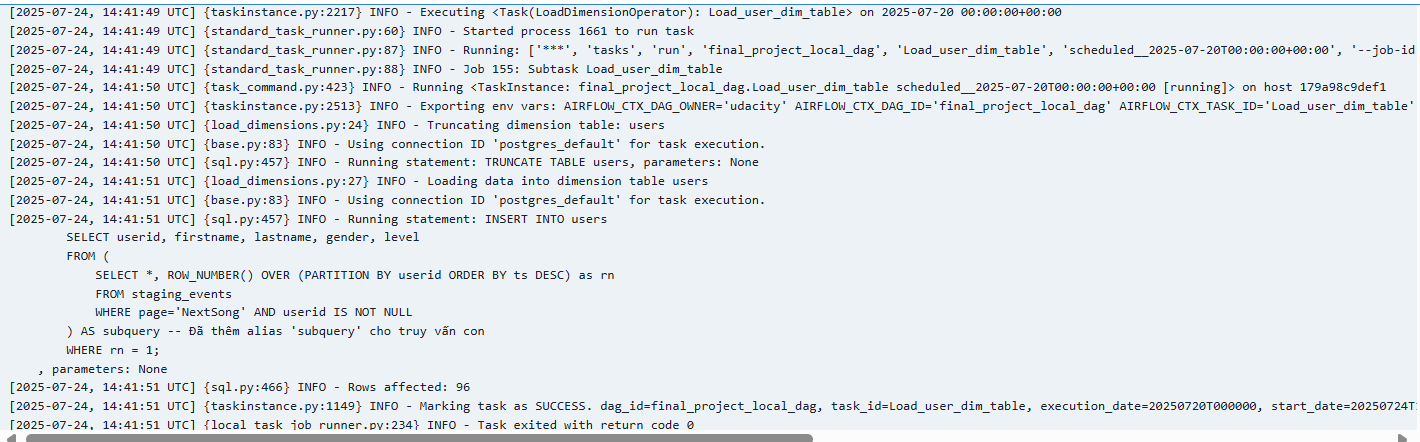 [2025-07-24, 14:41:49 UTC] {taskinstance.py:2217} INFO - Executing <Task(LoadDimensionOperator): Load_user_dim_table> on 2025-07-20 00:00:00+00:00
[2025-07-24, 14:41:49 UTC] {standard_task_runner.py:60} INFO - Started process 1661 to run task
[2025-07-24, 14:41:49 UTC] {standard_task_runner.py:87} INFO - Running: ['***', 'tasks', 'run', 'final_project_local_dag', 'Load_user_dim_table', 'scheduled__2025-07-20T00:00:00+00:00', '--job-id
[2025-07-24, 14:41:49 UTC] {standard_task_runner.py:88} INFO - Job 155: Subtask Load_user_dim_table
[2025-07-24, 14:41:50 UTC] {task_command.py:423} INFO - Running <TaskInstance: final_project_local_dag.Load_user_dim_table scheduled__2025-07-20T00:00:00+00:00 [running]> on host 179a98c9def1
[2025-07-24, 14:41:50 UTC] {taskinstance.py:2513} INFO - Exporting env vars: AIRFLOW_CTX_DAG_OWNER='udacity' AIRFLOW_CTX_DAG_ID='final_project_local_dag' AIRFLOW_CTX_TASK_ID='Load_user_dim_table'
[2025-07-24, 14:41:50 UTC] {load_dimensions.py:24} INFO - Truncating dimension table: users
[2025-07-24, 14:41:50 UTC] {base.py:83} INFO - Using connection ID 'postgres_default' for task execution.
[2025-07-24, 14:41:50 UTC] {sql.py:457} INFO - Running statement: TRUNCATE TABLE users, parameters: None
[2025-07-24, 14:41:51 UTC] {load_dimensions.py:27} INFO - Loading data into dimension table users
[2025-07-24, 14:41:51 UTC] {base.py:83} INFO - Using connection ID 'postgres_default' for task execution.
[2025-07-24, 14:41:51 UTC] {sql.py:457} INFO - Running statement: INSERT INTO users
SELECT userid, firstname, lastname, gender, level
FROM (
SELECT *, ROW_NUMBER() OVER (PARTITION BY userid ORDER BY ts DESC) as rn
FROM staging_events
WHERE page='NextSong' AND userid IS NOT NULL
) AS subquery -- Đã thêm alias 'subquery' cho truy vấn con
WHERE rn = 1;
, parameters: None
[2025-07-24, 14:41:51 UTC] {sql.py:466} INFO - Rows affected: 96
[2025-07-24, 14:41:51 UTC] {taskinstance.py:1149} INFO - Marking task as SUCCESS. dag_id=final_project_local_dag, task_id=Load_user_dim_table, execution_date=20250720T000000, start_date=20250724T
[2025-07-24, 14:41:51 UTC] {local_task_job_runner.py:234} INFO - Task exited with return code 0